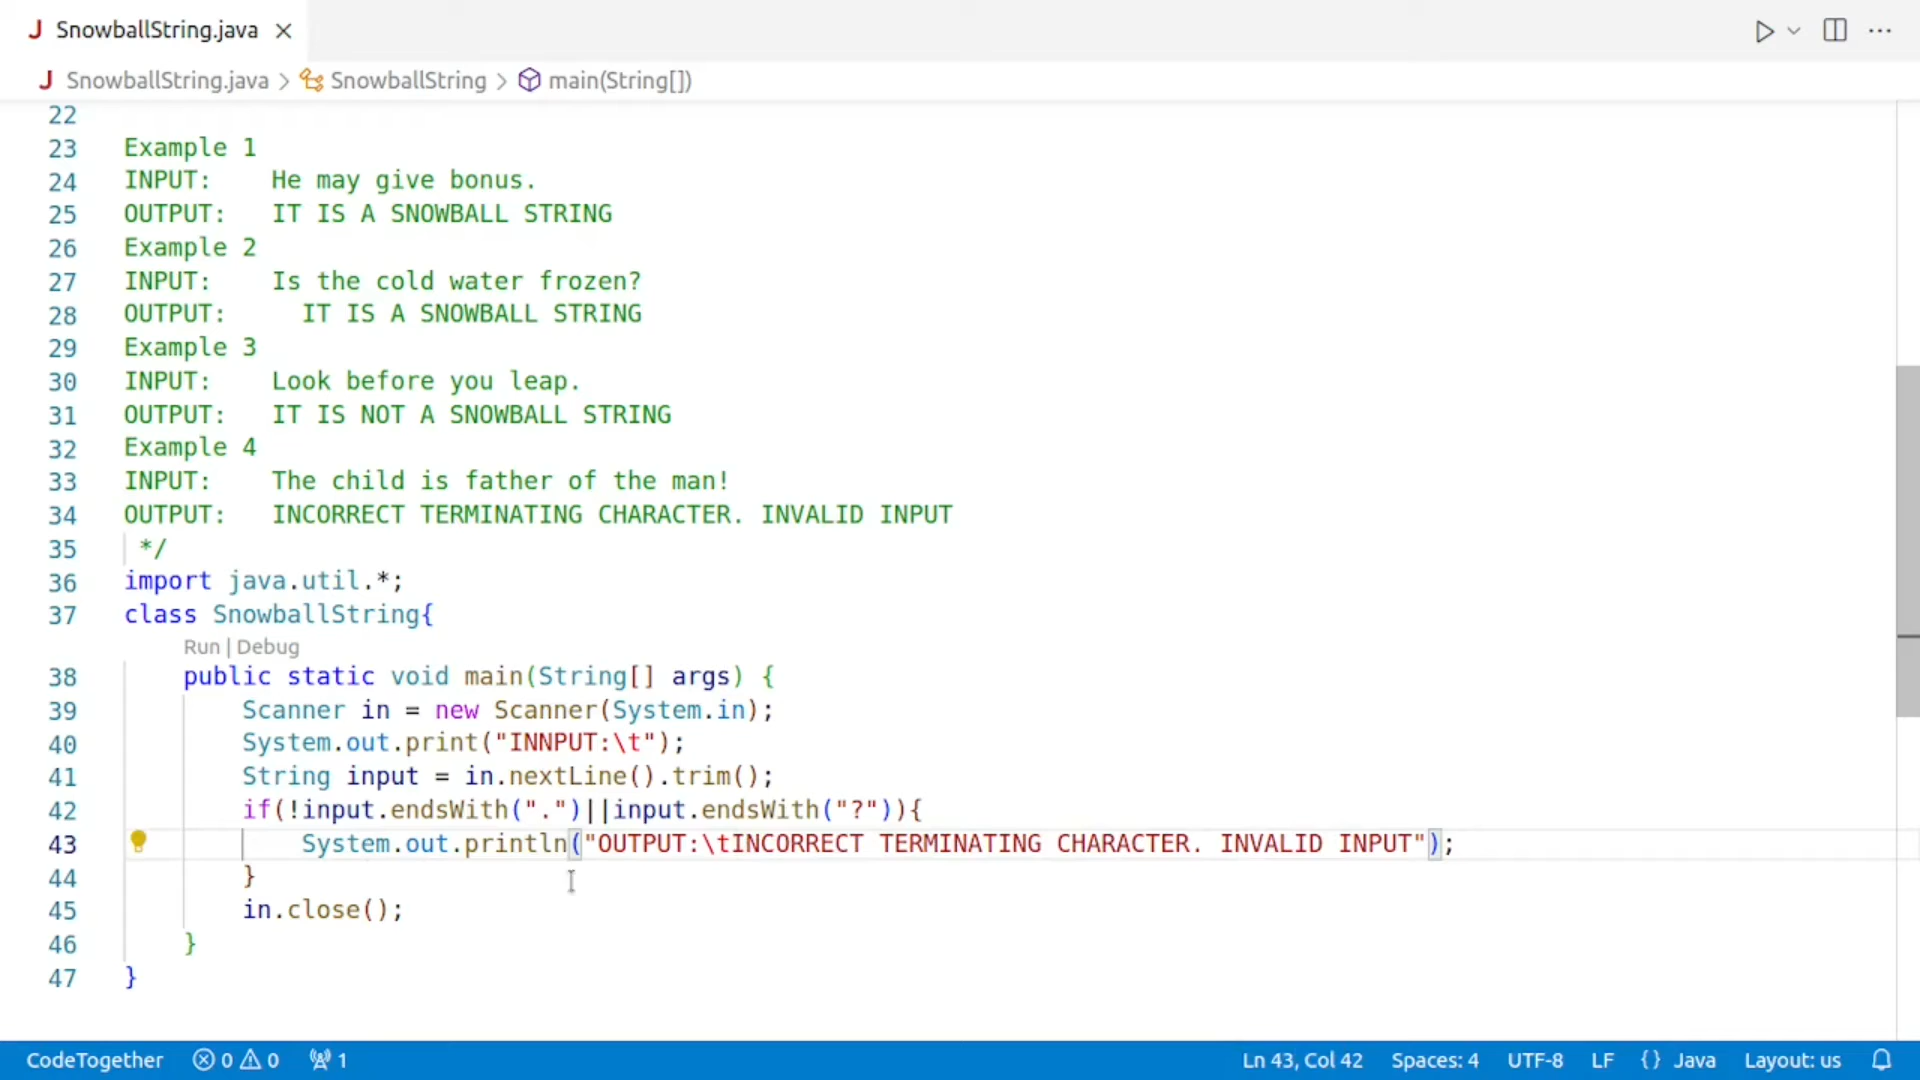 J SnowballString.java ×
J SnowballString.java > SnowballString > main(String[])
22
23 Example 1
24 INPUT: He may give bonus.
25 OUTPUT: IT IS A SNOWBALL STRING
26 Example 2
27 INPUT: Is the cold water frozen?
28 OUTPUT: IT IS A SNOWBALL STRING
29 Example 3
30 INPUT: Look before you leap.
31 OUTPUT: IT IS NOT A SNOWBALL STRING
32 Example 4
33 INPUT: The child is father of the man!
34 OUTPUT: INCORRECT TERMINATING CHARACTER. INVALID INPUT
35 */
36 import java.util.*;
37 class SnowballString{
Run | Debug
38 public static void main(String[] args) {
39 Scanner in = new Scanner(System.in);
40 System.out.print("INNPUT:\t");
41 String input = in.nextLine().trim();
42 if(!input.endsWith(".")||input.endsWith("?")){
43 System.out.println("OUTPUT:\tINCORRECT TERMINATING CHARACTER. INVALID INPUT");
44 }
45 in.close();
46 }
47 }
CodeTogether 0 0 1 Ln 43, Col 42 Spaces: 4 UTF-8 LF {} Java Layout: us